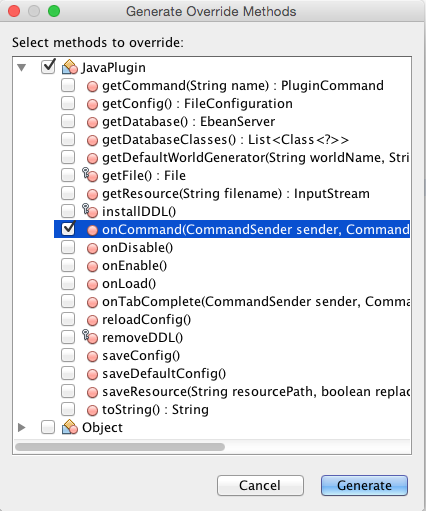 Generate Override Methods
Select methods to override:
JavaPlugin
getCommand(String name) : PluginCommand
getConfig() : FileConfiguration
getDatabase() : EbeanServer
getDatabaseClasses() : List<Class<?>>
getDefaultWorldGenerator(String worldName, Stri
getFile() : File
getResource(String filename) : InputStream
installDDL()
onCommand(CommandSender sender, Command
onDisable()
onEnable()
onLoad()
onTabComplete(CommandSender sender, Comma
reloadConfig()
removeDDL()
saveConfig()
saveDefaultConfig()
saveResource(String resourcePath, boolean replac
toString() : String
Object
Cancel Generate